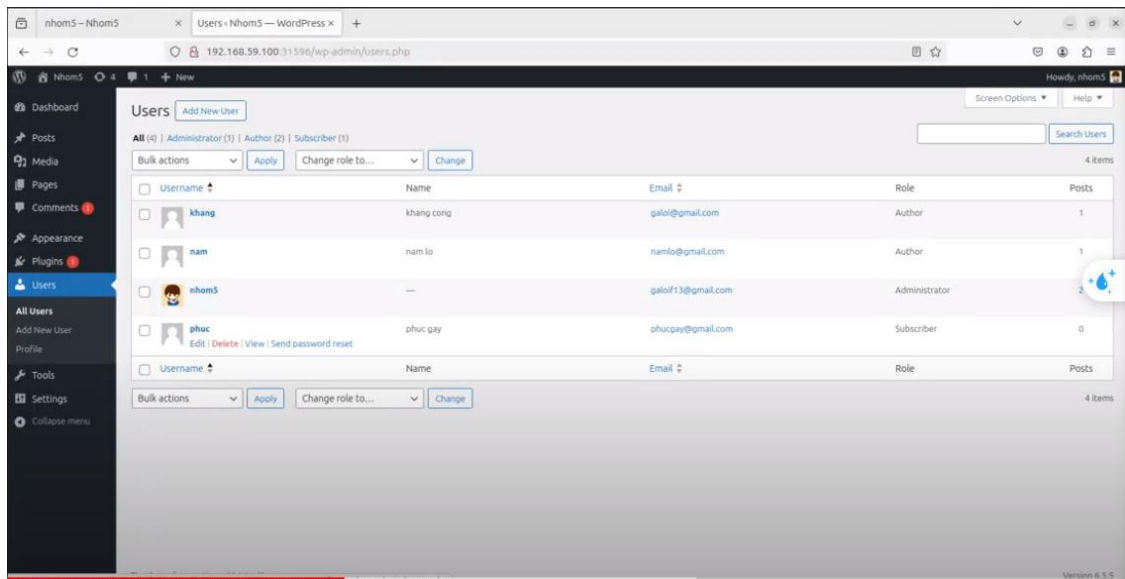 nhom5 – Nhom5 × Users ‹ Nhom5 — WordPress × +
192.168.59.100:31596/wp-admin/users.php
Nhom5 4 1 + New Howdy, nhom5
Screen Options ▼ Help ▼
Dashboard
Posts
Media
Pages
Comments 1
Appearance
Plugins 1
Users
All Users
Add New User
Profile
Tools
Settings
Collapse menu
Users Add New User
All (4) | Administrator (1) | Author (2) | Subscriber (1)
Search Users
Bulk actions Apply Change role to... Change 4 items
Username Name Email Role Posts
khang khang cong galoi@gmail.com Author 1
nam nam lo namlo@gmail.com Author 1
nhom5 — galoif13@gmail.com Administrator 2
phuc phuc gay phucgay@gmail.com Subscriber 0
Edit | Delete | View | Send password reset
Username Name Email Role Posts
Bulk actions Apply Change role to... Change 4 items
Version 6.5.5